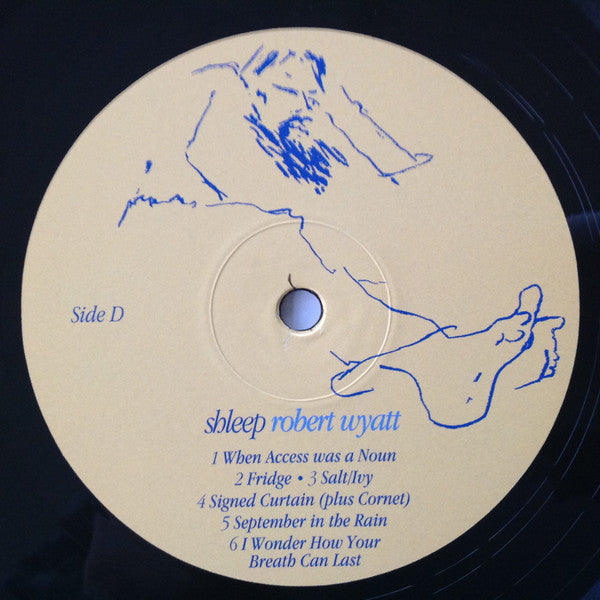 Side D
shleep robert wyatt
1 When Access was a Noun
2 Fridge • 3 Salt/Ivy
4 Signed Curtain (plus Cornet)
5 September in the Rain
6 I Wonder How Your
Breath Can Last